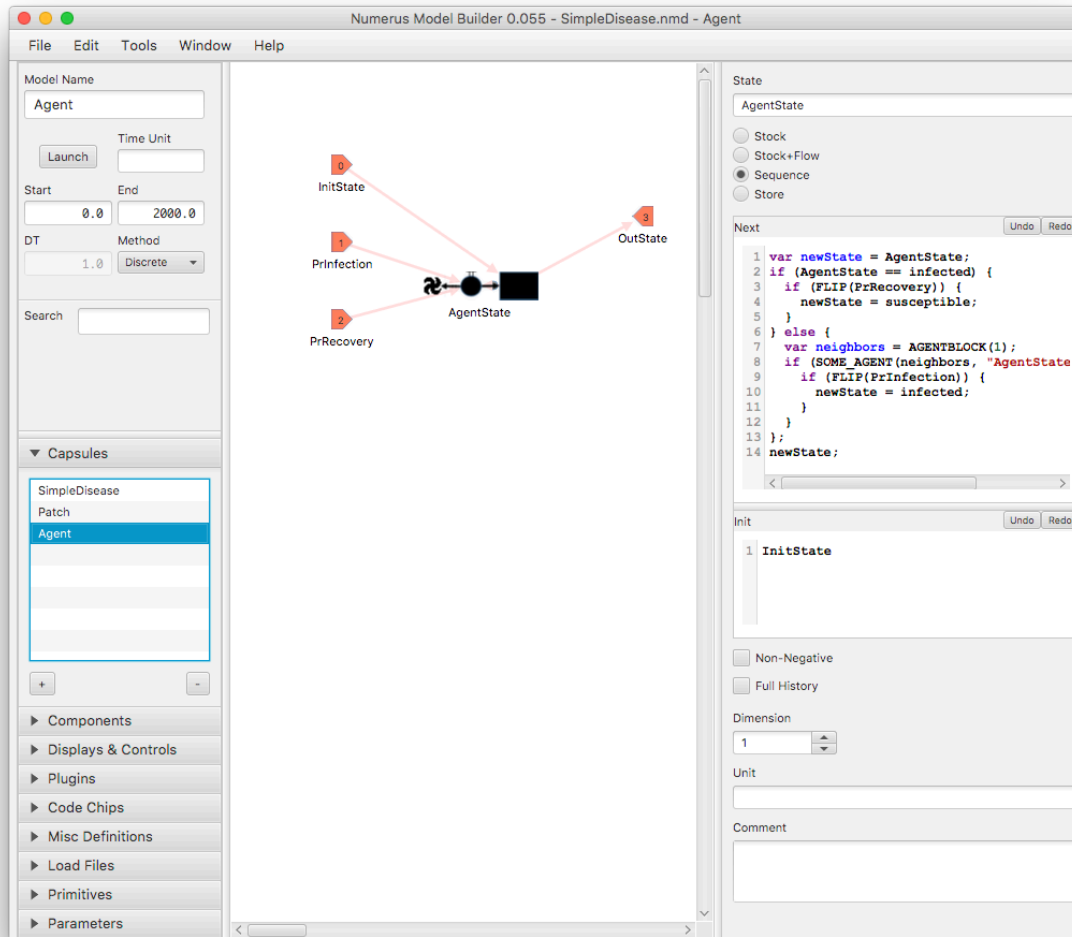 Numerus Model Builder 0.055 - SimpleDisease.nmd - Agent
File Edit Tools Window Help
Model Name
Agent
Time Unit
Launch
Start End
0.0 2000.0
DT Method
1.0 Discrete
Search
Capsules
SimpleDisease
Patch
Agent
+ -
Components
Displays & Controls
Plugins
Code Chips
Misc Definitions
Load Files
Primitives
Parameters
0
InitState
1
PrInfection
2
PrRecovery
AgentState
3
OutState
State
AgentState
Stock
Stock+Flow
Sequence
Store
Next Undo Redo
1 var newState = AgentState;
2 if (AgentState == infected) {
3 if (FLIP(PrRecovery)) {
4 newState = susceptible;
5 }
6 } else {
7 var neighbors = AGENTBLOCK(1);
8 if (SOME_AGENT(neighbors, "AgentState
9 if (FLIP(PrInfection)) {
10 newState = infected;
11 }
12 }
13 };
14 newState;
Init Undo Redo
1 InitState
Non-Negative
Full History
Dimension
1
Unit
Comment